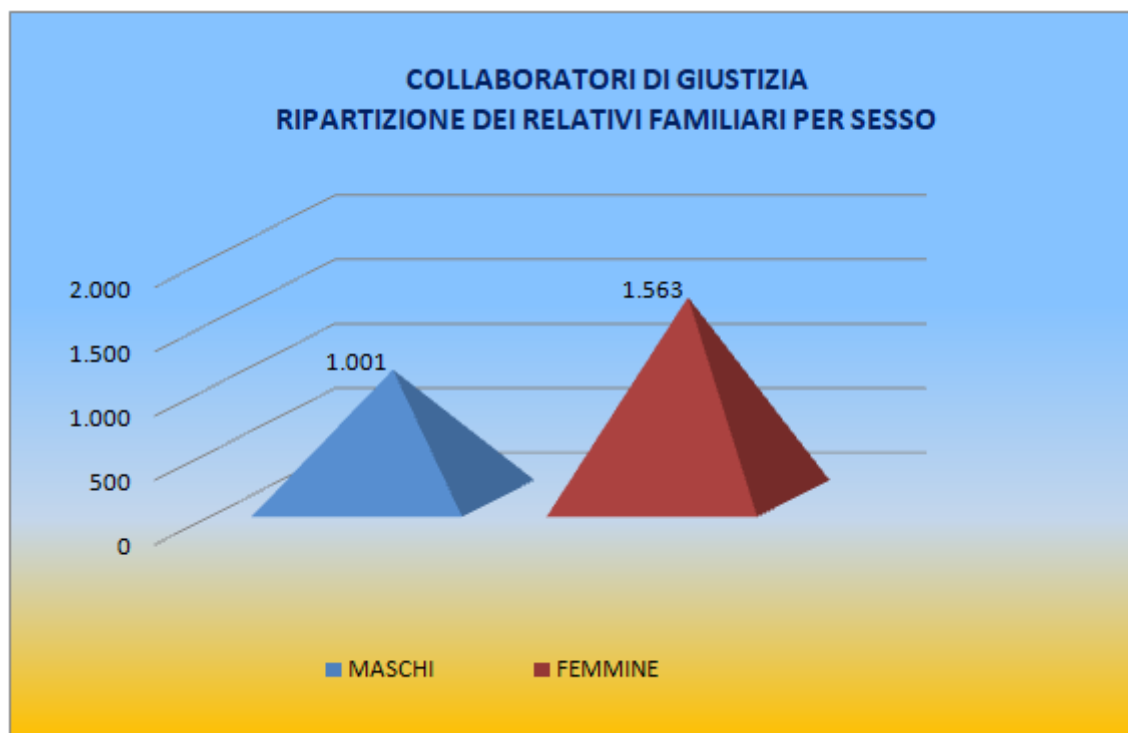 COLLABORATORI DI GIUSTIZIA
RIPARTIZIONE DEI RELATIVI FAMILIARI PER SESSO
2.000
1.500
1.000
500
0
1.001
1.563
MASCHI
FEMMINE